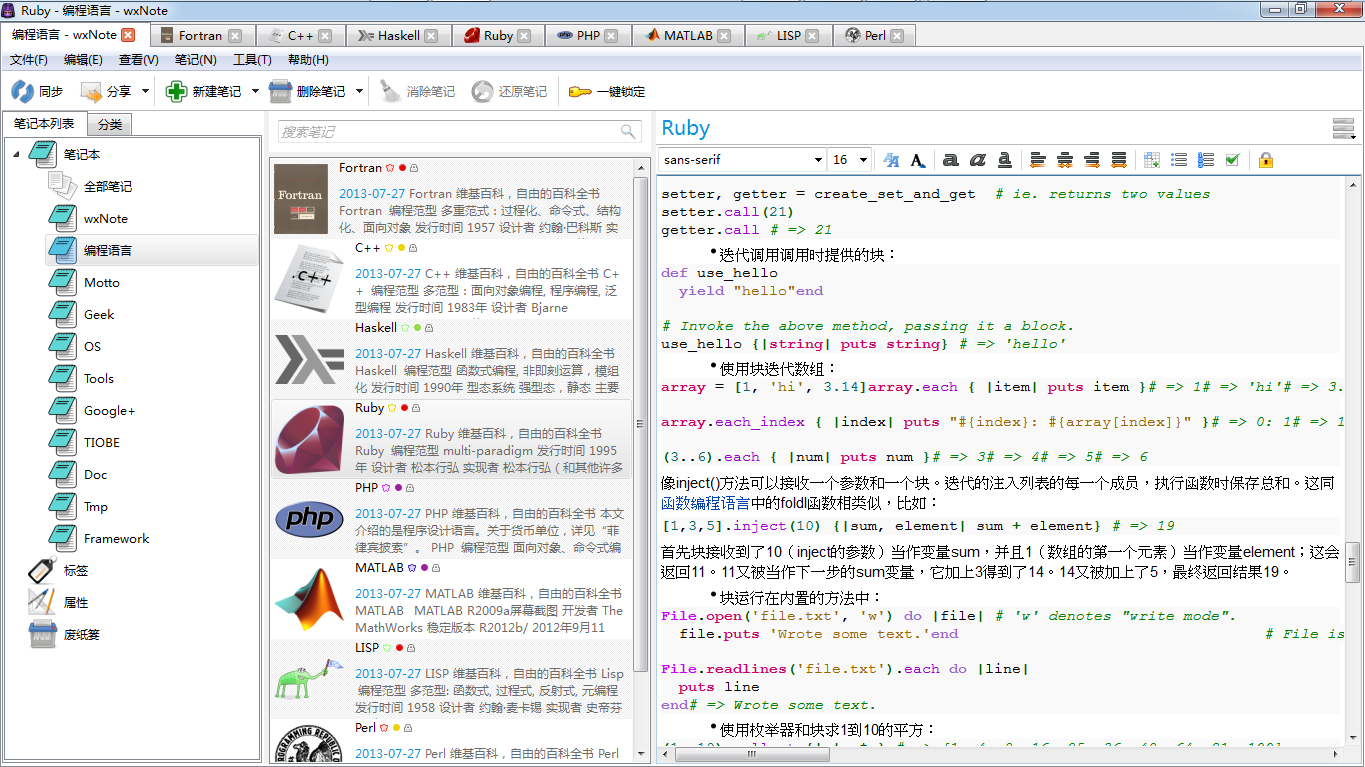 Ruby - 编程语言 - wxNote
编程语言 - wxNote Fortran C++ Haskell Ruby PHP MATLAB LISP Perl
文件(F) 编辑(E) 查看(V) 笔记(N) 工具(T) 帮助(H)
同步 分享 新建笔记 删除笔记 消除笔记 还原笔记 一键锁定
笔记本列表 分类
笔记本
全部笔记
wxNote
编程语言
Motto
Geek
OS
Tools
Google+
TIOBE
Doc
Tmp
Framework
标签
属性
废纸篓
搜索笔记
Fortran
2013-07-27 Fortran 维基百科，自由的百科全书
Fortran 编程范型 多重范式：过程化、命令式、结构
化、面向对象 发行时间 1957 设计者 约翰·巴科斯 实
C++
2013-07-27 C++ 维基百科，自由的百科全书 C+
+ 编程范型 多范型：面向对象编程, 程序编程, 泛
型编程 发行时间 1983年 设计者 Bjarne
Haskell
2013-07-27 Haskell 维基百科，自由的百科全书
Haskell 编程范型 函数式编程, 非即刻运算，模组
化 发行时间 1990年 型态系统 强型态，静态 主要
Ruby
2013-07-27 Ruby 维基百科，自由的百科全书
Ruby 编程范型 multi-paradigm 发行时间 1995
年 设计者 松本行弘 实现者 松本行弘（和其他许多
PHP
2013-07-27 PHP 维基百科，自由的百科全书 本文
介绍的是程序设计语言。关于货币单位，详见“菲
律宾披索”。 PHP 编程范型 面向对象、命令式编
MATLAB
2013-07-27 MATLAB 维基百科，自由的百科全书
MATLAB MATLAB R2009a屏幕截图 开发者 The
MathWorks 稳定版本 R2012b/ 2012年9月11
LISP
2013-07-27 LISP 维基百科，自由的百科全书 Lisp
编程范型 多范型: 函数式, 过程式, 反射式, 元编程
发行时间 1958 设计者 约翰·麦卡锡 实现者 史帝芬
Perl
2013-07-27 Perl 维基百科，自由的百科全书 Perl
Ruby
sans-serif 16
setter, getter = create_set_and_get # ie. returns two values
setter.call(21)
getter.call # => 21
•迭代调用调用时提供的块：
def use_hello
yield "hello"end
# Invoke the above method, passing it a block.
use_hello {|string| puts string} # => 'hello'
•使用块迭代数组：
array = [1, 'hi', 3.14]array.each { |item| puts item }# => 1# => 'hi'# => 3.
array.each_index { |index| puts "#{index}: #{array[index]}" }# => 0: 1# => 1
(3..6).each { |num| puts num }# => 3# => 4# => 5# => 6
像inject()方法可以接收一个参数和一个块。迭代的注入列表的每一个成员，执行函数时保存总和。这同
函数编程语言中的foldl函数相类似，比如：
[1,3,5].inject(10) {|sum, element| sum + element} # => 19
首先块接收到了10（inject的参数）当作变量sum，并且1（数组的第一个元素）当作变量element；这会
返回11。11又被当作下一步的sum变量，它加上3得到了14。14又被加上了5，最终返回结果19。
•块运行在内置的方法中：
File.open('file.txt', 'w') do |file| # 'w' denotes "write mode".
file.puts 'Wrote some text.'end # File is
File.readlines('file.txt').each do |line|
puts line
end# => Wrote some text.
•使用枚举器和块求1到10的平方：